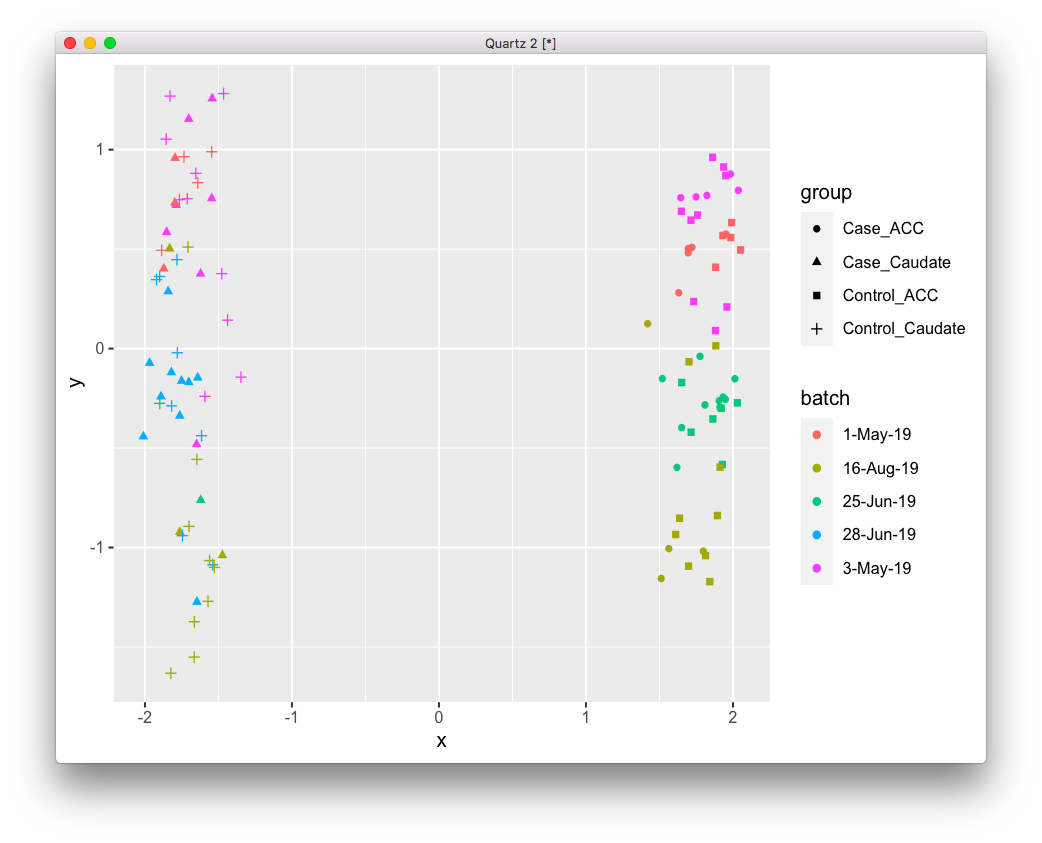 Quartz 2 [*]
1
0
-1
y
-2
-1
0
1
2
x
group
Case_ACC
Case_Caudate
Control_ACC
Control_Caudate
batch
1-May-19
16-Aug-19
25-Jun-19
28-Jun-19
3-May-19